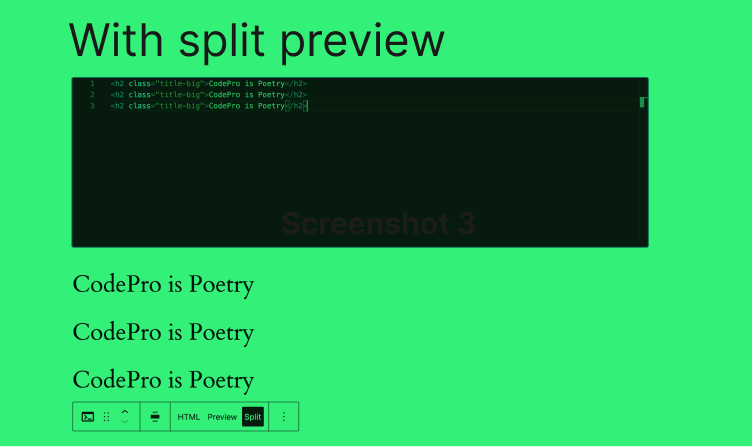 With split preview
1 <h2 class="title-big">CodePro is Poetry</h2>
2 <h2 class="title-big">CodePro is Poetry</h2>
3 <h2 class="title-big">CodePro is Poetry</h2>
Screenshot 3
CodePro is Poetry
CodePro is Poetry
CodePro is Poetry
HTML Preview Split